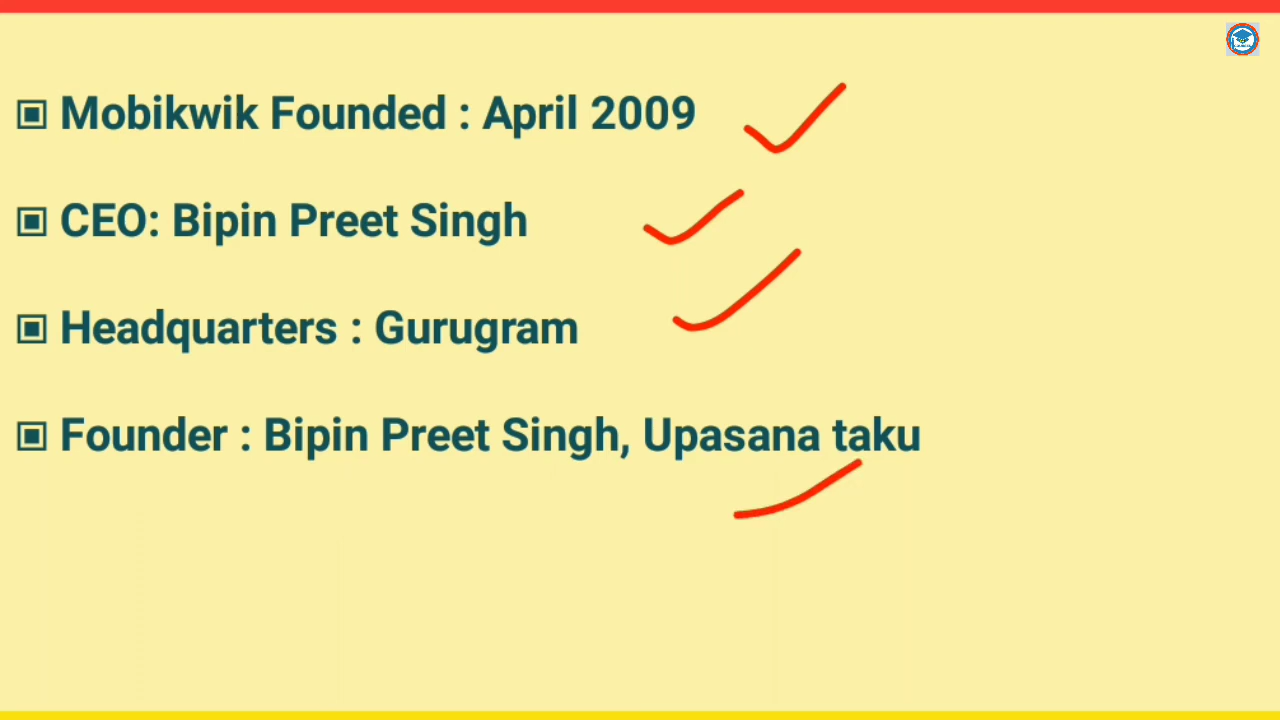 Mobikwik Founded : April 2009
CEO: Bipin Preet Singh
Headquarters : Gurugram
Founder : Bipin Preet Singh, Upasana taku